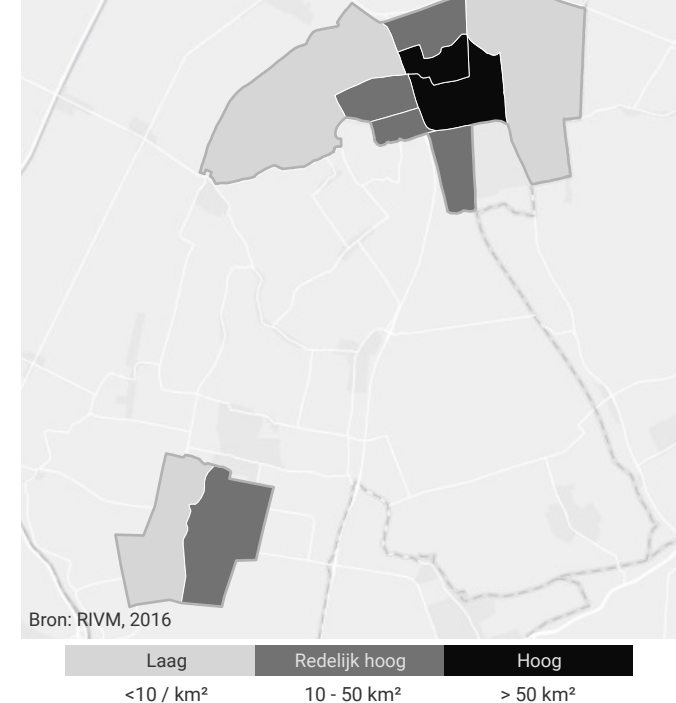 Bron: RIVM, 2016
Laag Redelijk hoog Hoog
<10 / km² 10 - 50 km² > 50 km²